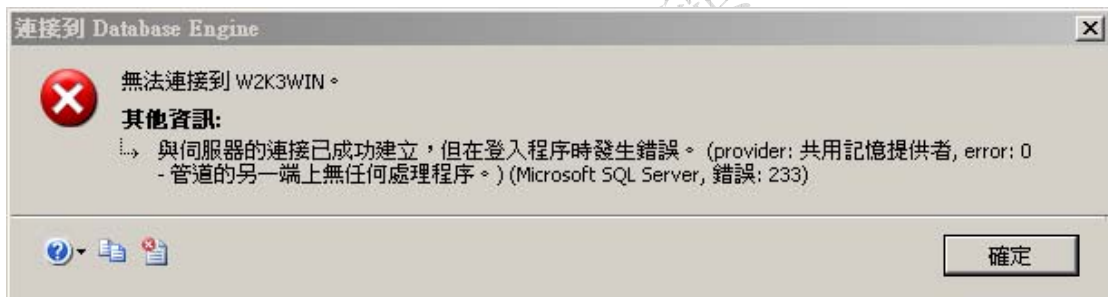 連接到 Database Engine
無法連接到 W2K3WIN。
其他資訊:
與伺服器的連接已成功建立，但在登入程序時發生錯誤。 (provider: 共用記憶提供者, error: 0
- 管道的另一端上無任何處理程序。) (Microsoft SQL Server, 錯誤: 233)
確定